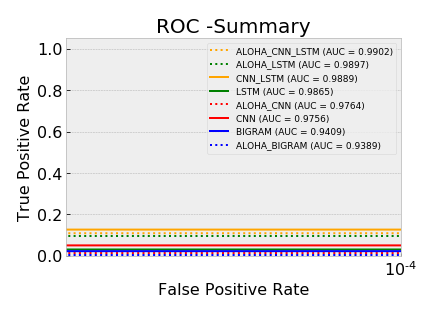 ROC -Summary
1.0
0.8
0.6
0.4
0.2
0.0
True Positive Rate
ALOHA_CNN_LSTM (AUC = 0.9902)
ALOHA_LSTM (AUC = 0.9897)
CNN_LSTM (AUC = 0.9889)
LSTM (AUC = 0.9865)
ALOHA_CNN (AUC = 0.9764)
CNN (AUC = 0.9756)
BIGRAM (AUC = 0.9409)
ALOHA_BIGRAM (AUC = 0.9389)
10⁻⁴
False Positive Rate